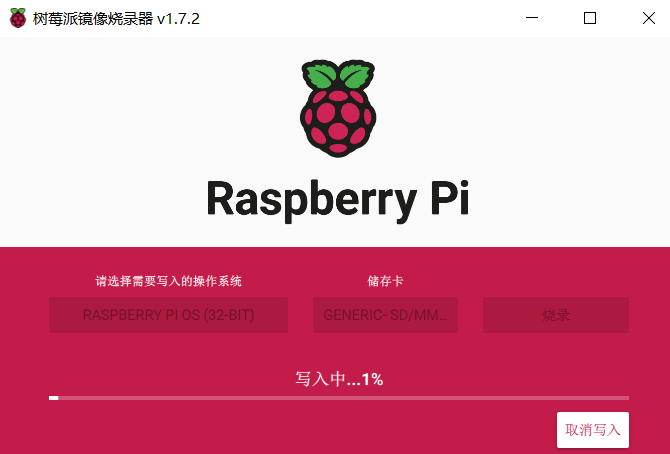 树莓派镜像烧录器 v1.7.2
Raspberry Pi
请选择需要写入的操作系统
储存卡
RASPBERRY PI OS (32-BIT)
GENERIC- SD/MM...
烧录
写入中...1%
取消写入